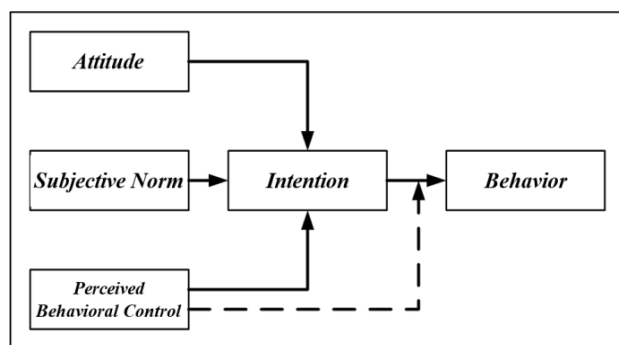 Attitude
Subjective Norm
Intention
Behavior
Perceived
Behavioral Control